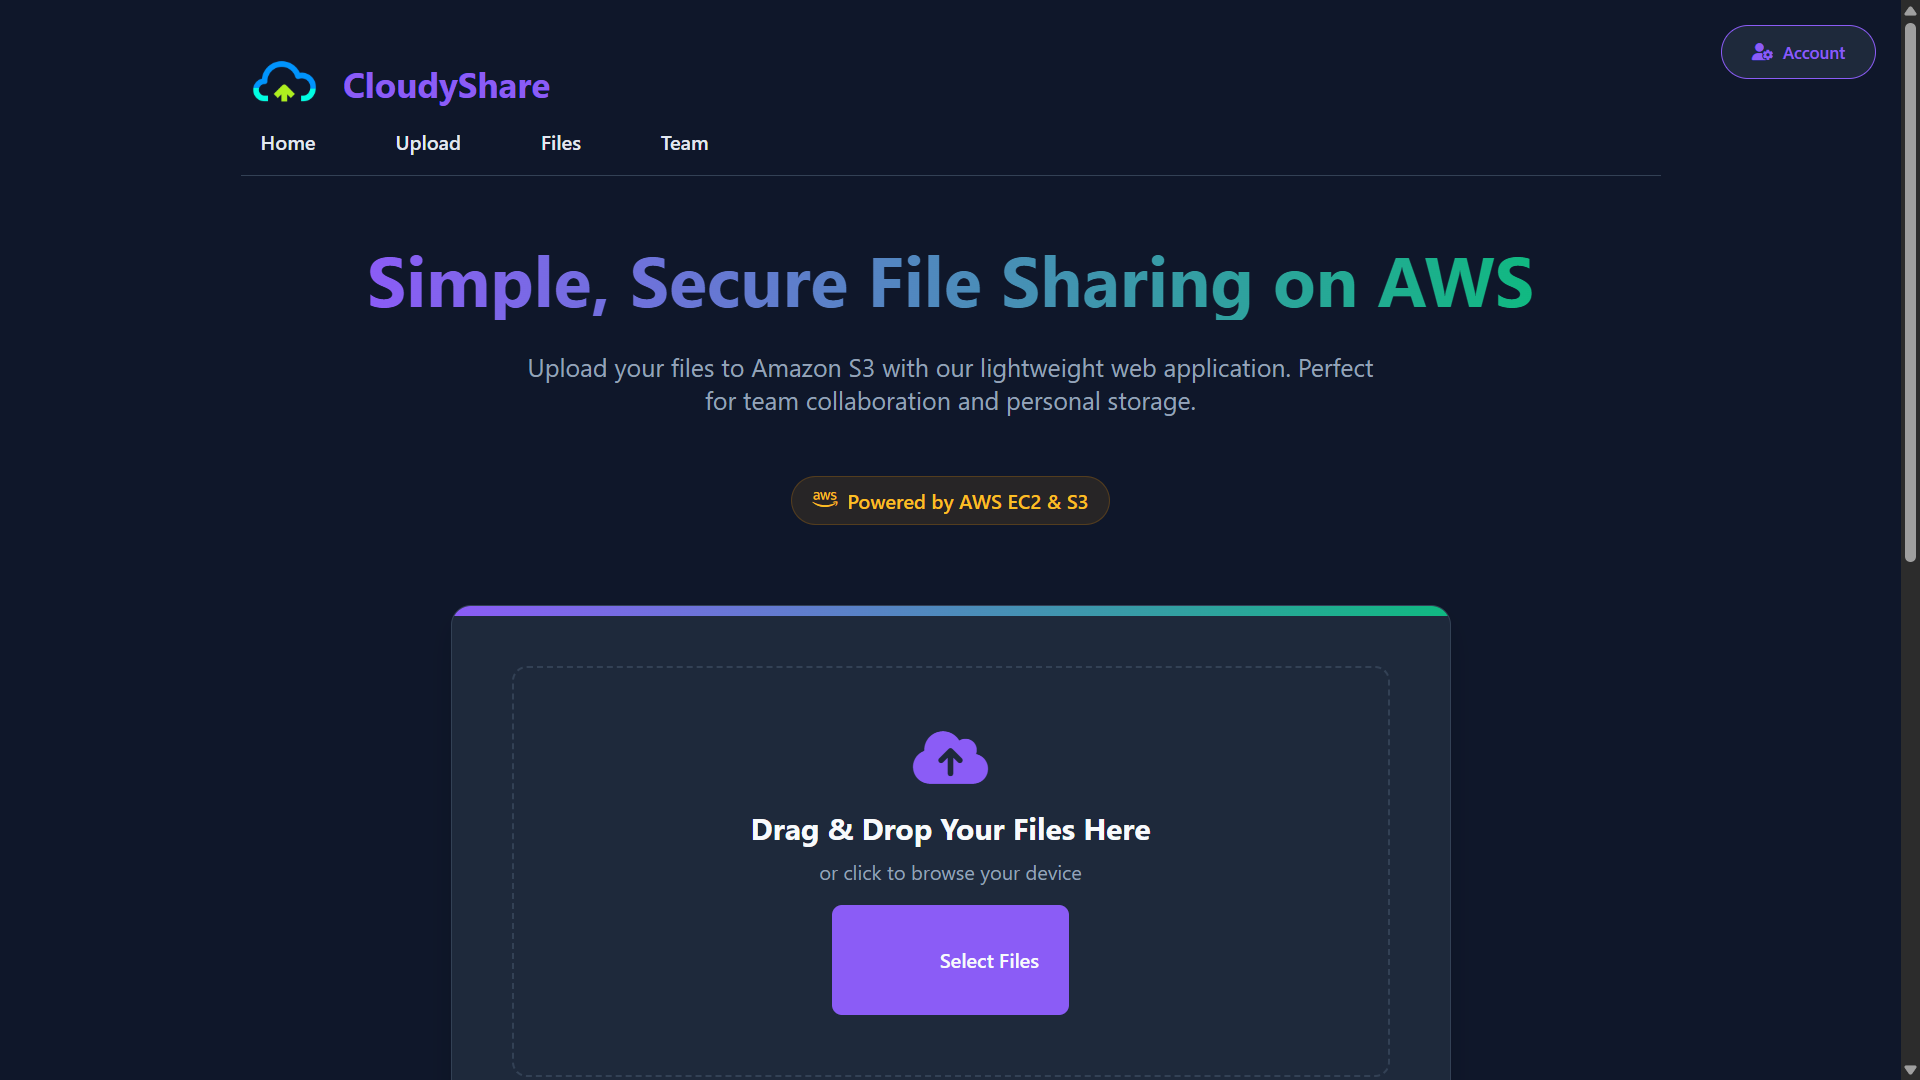 Account
CloudyShare
Home Upload Files Team
Simple, Secure File Sharing on AWS
Upload your files to Amazon S3 with our lightweight web application. Perfect
for team collaboration and personal storage.
aws Powered by AWS EC2 & S3
Drag & Drop Your Files Here
or click to browse your device
Select Files